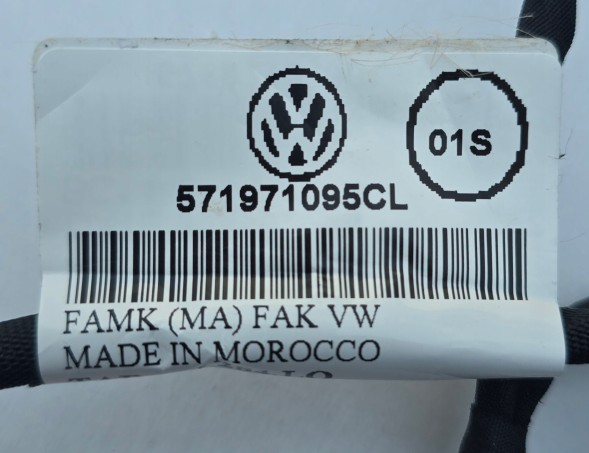 01S
571971095CL
FAMK (MA) FAK VW
MADE IN MOROCCO